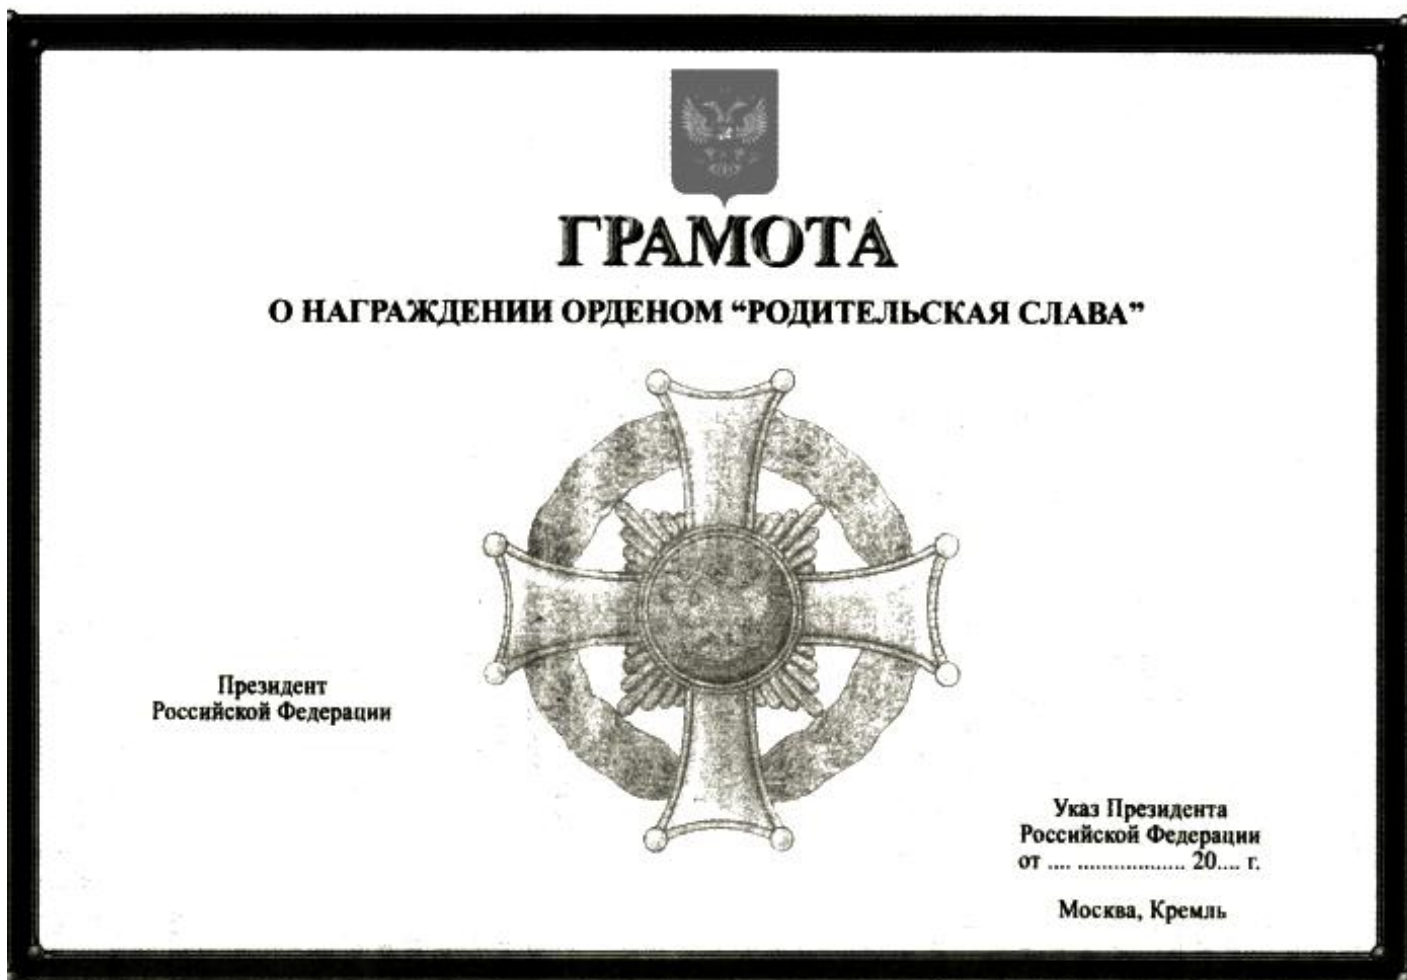 ГРАМОТА
О НАГРАЖДЕНИИ ОРДЕНОМ “РОДИТЕЛЬСКАЯ СЛАВА”
Президент
Российской Федерации
Указ Президента
Российской Федерации
от .... ................... 20.... г.
Москва, Кремль